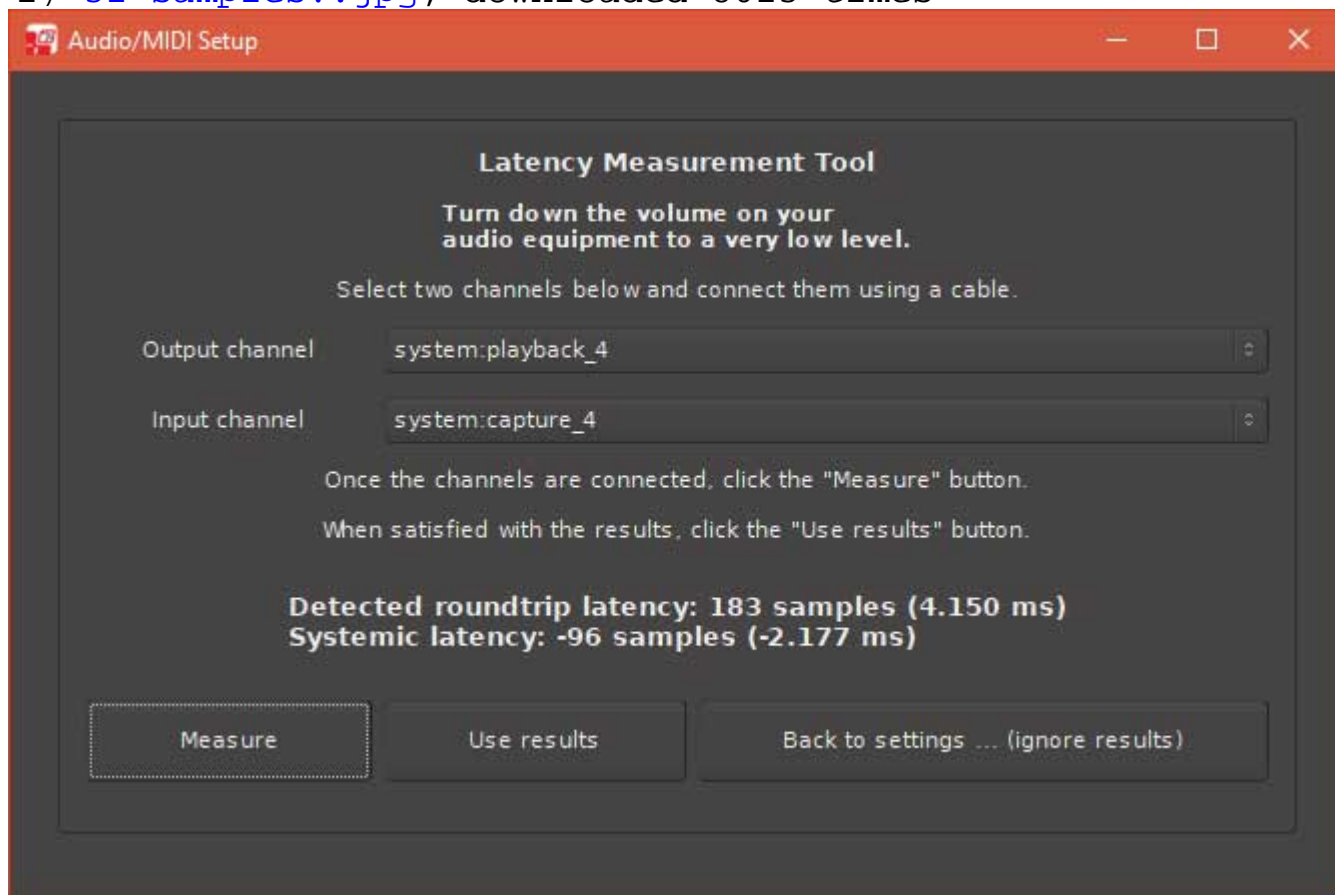 Audio/MIDI Setup
Latency Measurement Tool
Turn down the volume on your
audio equipment to a very low level.
Select two channels below and connect them using a cable.
Output channel system:playback_4
Input channel system:capture_4
Once the channels are connected, click the "Measure" button.
When satisfied with the results, click the "Use results" button.
Detected roundtrip latency: 183 samples (4.150 ms)
Systemic latency: -96 samples (-2.177 ms)
Measure Use results Back to settings ... (ignore results)